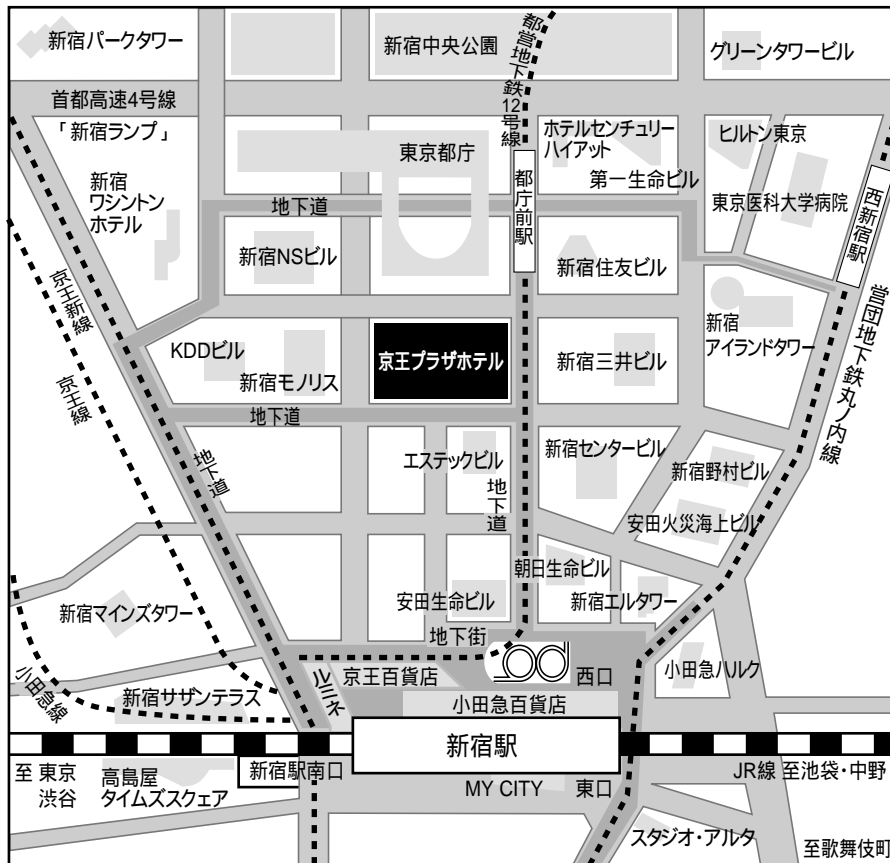 新宿パークタワー
新宿中央公園
都営地下鉄12号線
グリーンタワービル
首都高速4号線
「新宿ランプ」
ホテルセンチュリー
ハイアット
ヒルトン東京
東京都庁
都庁前駅
第一生命ビル
新宿
ワシントン
ホテル
東京医科大学病院
西新宿駅
地下道
新宿NSビル
新宿住友ビル
京王新線
営団地下鉄丸ノ内線
新宿
アイランドタワー
KDDビル
新宿モノリス
京王プラザホテル
新宿三井ビル
京王線
地下道
地下道
エステックビル
地下道
新宿センタービル
新宿野村ビル
安田火災海上ビル
朝日生命ビル
安田生命ビル
新宿エルタワー
新宿マインズタワー
地下街
小田急線
ルミネ
京王百貨店
西口
小田急ハルク
新宿サザンテラス
小田急百貨店
新宿駅
至 東京
渋谷
高島屋
タイムズスクェア
新宿駅南口
MY CITY
東口
JR線 至池袋・中野
スタジオ・アルタ
至歌舞伎町